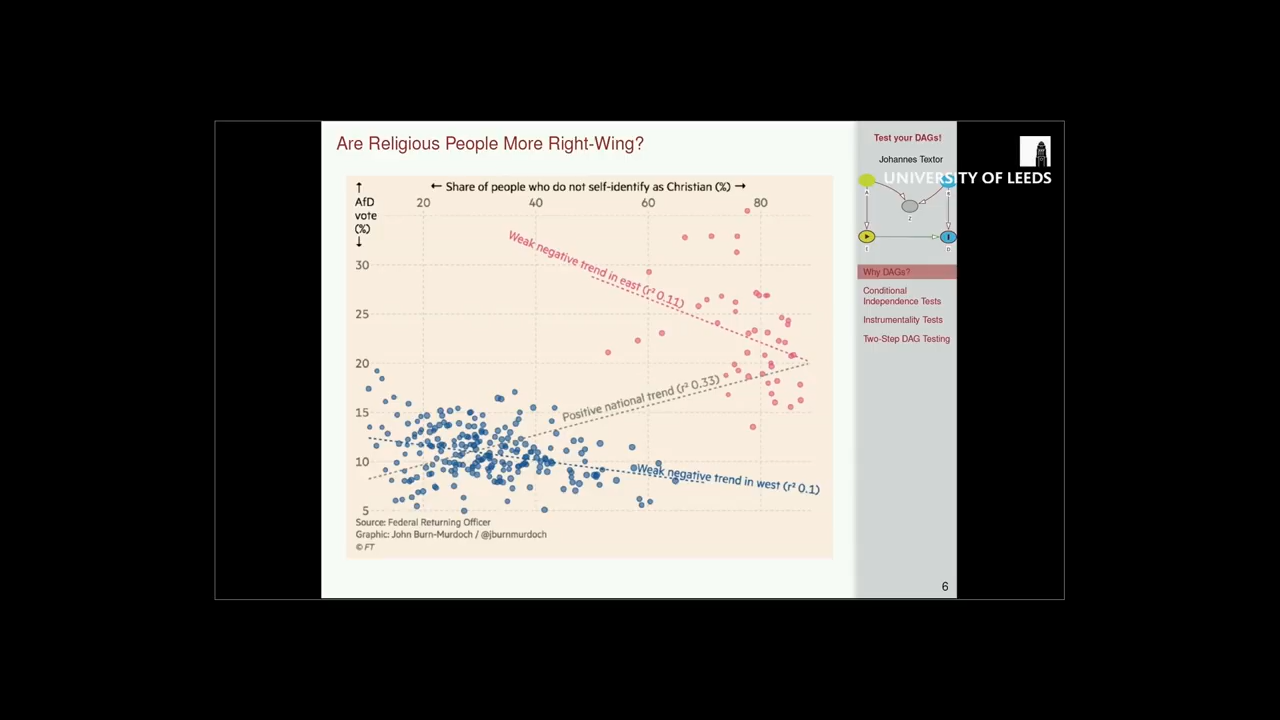 Are Religious People More Right-Wing?
← Share of people who do not self-identify as Christian (%) →
↑
AfD
vote
(%)
↓
20 40 60 80
30
25
20
15
10
5
Weak negative trend in east (r² 0.11)
Positive national trend (r² 0.33)
Weak negative trend in west (r² 0.1)
Source: Federal Returning Officer
Graphic: John Burn-Murdoch / @jburnmurdoch
© FT
Test your DAGs!
Johannes Textor
UNIVERSITY OF LEEDS
A
B
Z
E
D
Why DAGs?
Conditional
Independence Tests
Instrumentality Tests
Two-Step DAG Testing
6